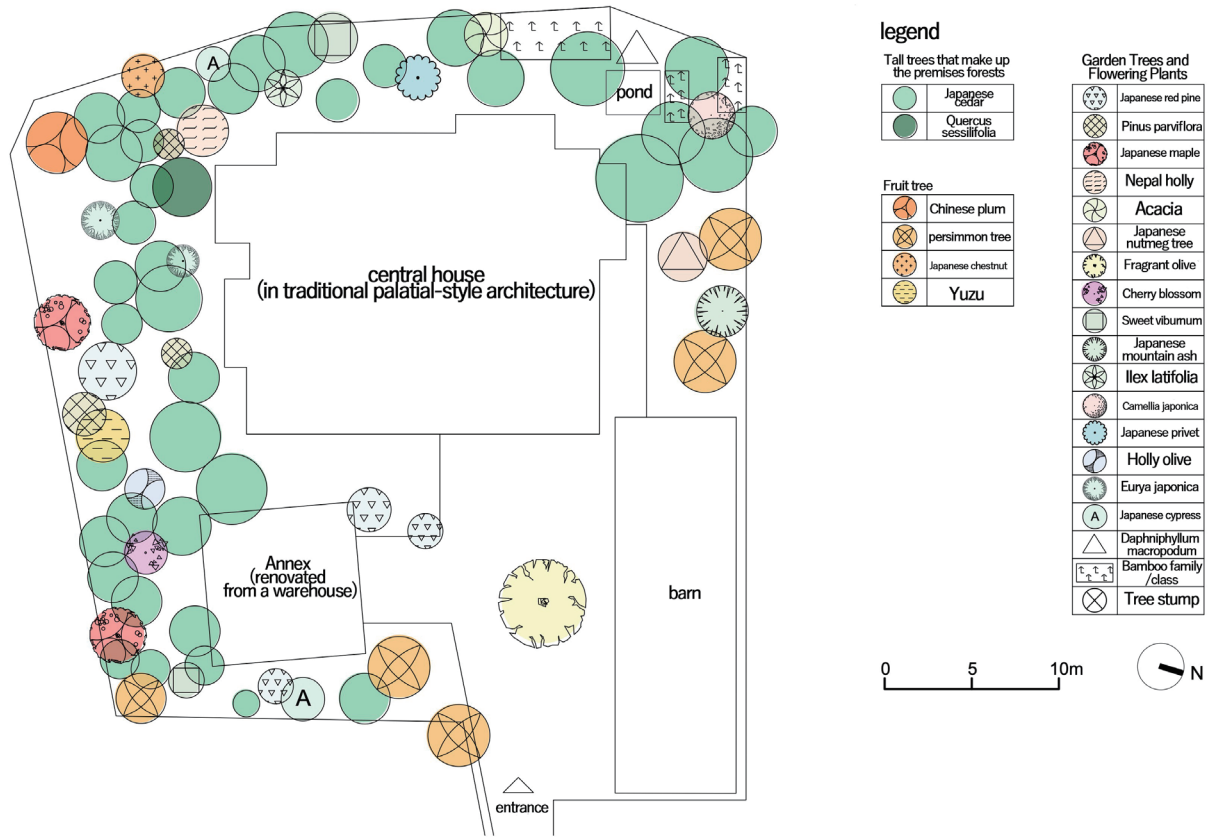 A
pond
central house
(in traditional palatial-style architecture)
Annex
(renovated
from a warehouse)
barn
A
entrance
legend
Tall trees that make up
the premises forests
Japanese
cedar
Quercus
sessilifolia
Fruit tree
Chinese plum
persimmon tree
Japanese chestnut
Yuzu
Garden Trees and
Flowering Plants
Japanese red pine
Pinus parviflora
Japanese maple
Nepal holly
Acacia
Japanese
nutmeg tree
Fragrant olive
Cherry blossom
Sweet viburnum
Japanese
mountain ash
Ilex latifolia
Camellia japonica
Japanese privet
Holly olive
Eurya japonica
A Japanese cypress
Daphniphyllum
macropodum
Bamboo family
/class
Tree stump
0 5 10m
N